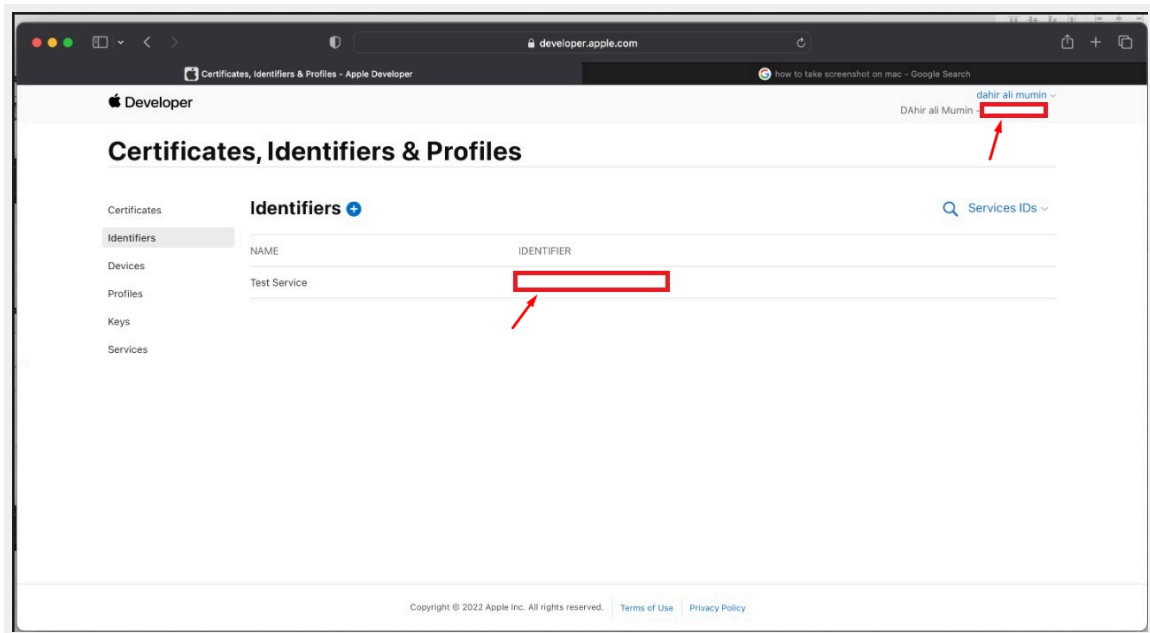 developer.apple.com
Certificates, Identifiers & Profiles - Apple Developer
how to take screenshot on mac - Google Search
Developer
dahir ali mumin
DAhir ali Mumin -
Certificates, Identifiers & Profiles
Certificates
Identifiers
Devices
Profiles
Keys
Services
Identifiers
Services IDs
NAME IDENTIFIER
Test Service
Copyright © 2022 Apple Inc. All rights reserved. Terms of Use Privacy Policy